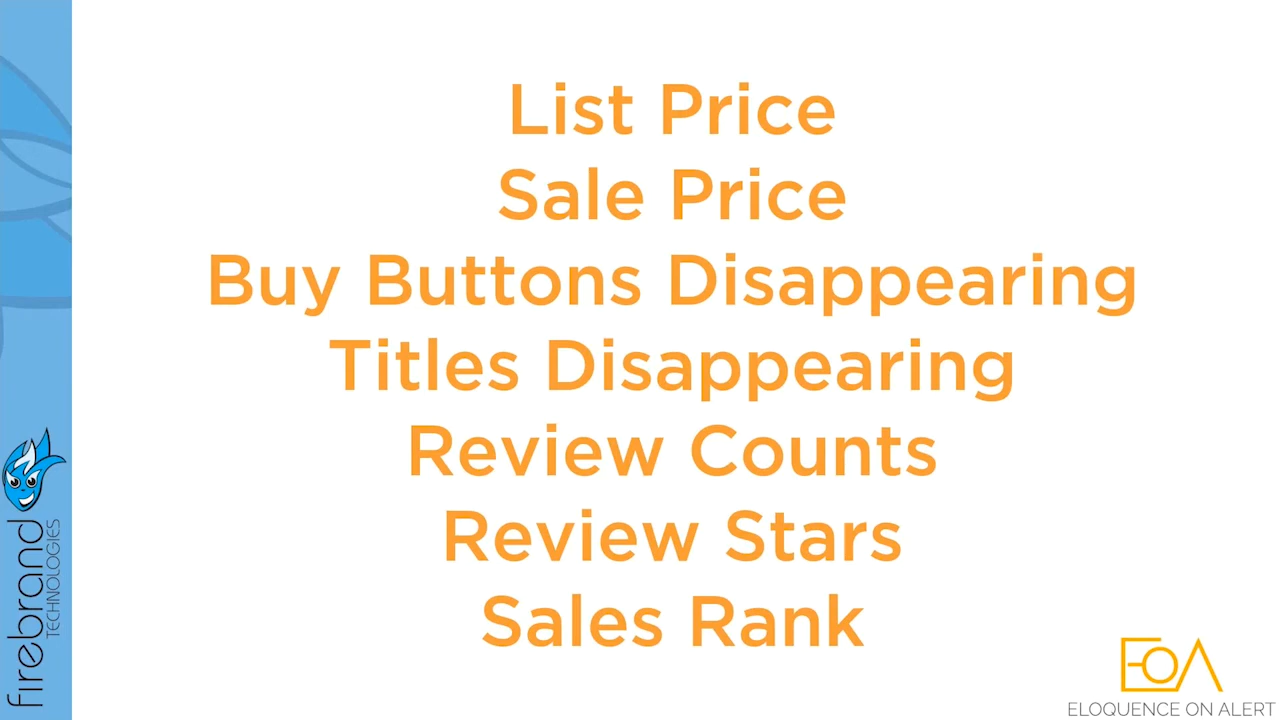 List Price
Sale Price
Buy Buttons Disappearing
Titles Disappearing
Review Counts
Review Stars
Sales Rank
firebrand
TECHNOLOGIES
EOA
ELOQUENCE ON ALERT